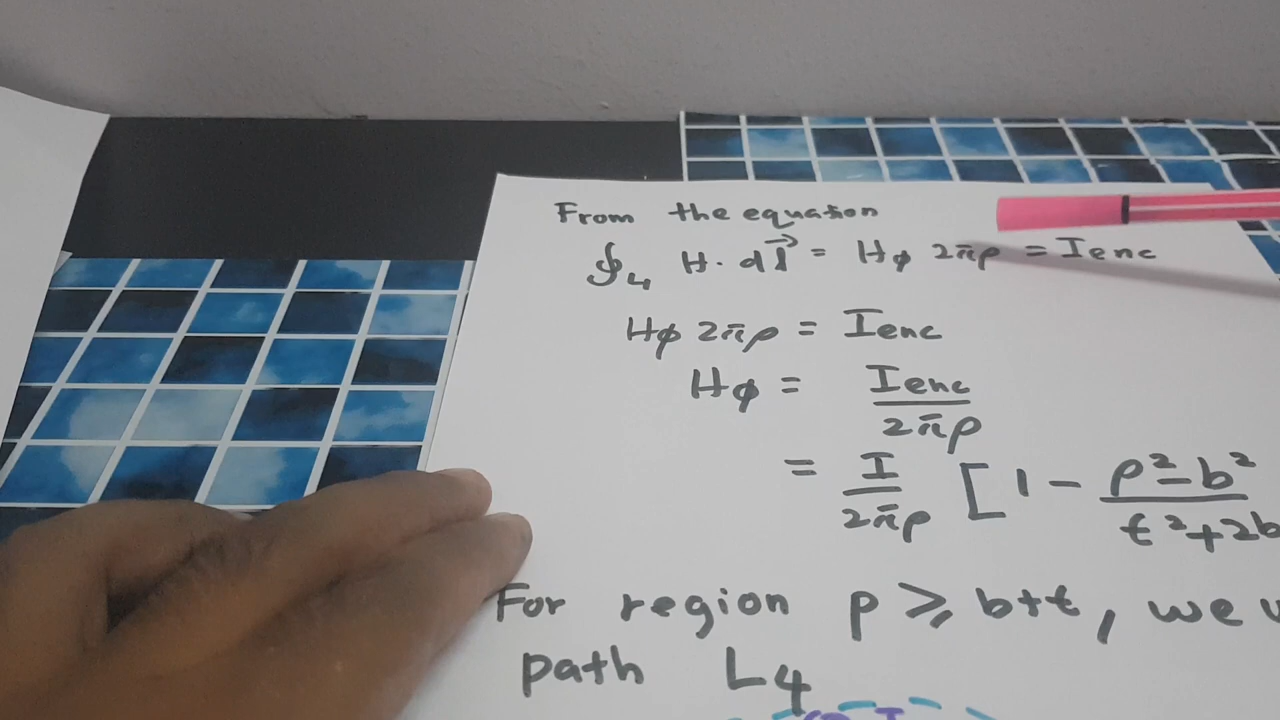 From the equation
∮₄ H · dl⃗ = Hϕ 2πρ = Ienc
Hϕ 2πρ = Ienc
Hϕ = Ienc / 2πρ
= I / 2πρ [ 1 - ρ² - b² / t² + 2b
For region ρ ⩾ b+t, we
path L4
I